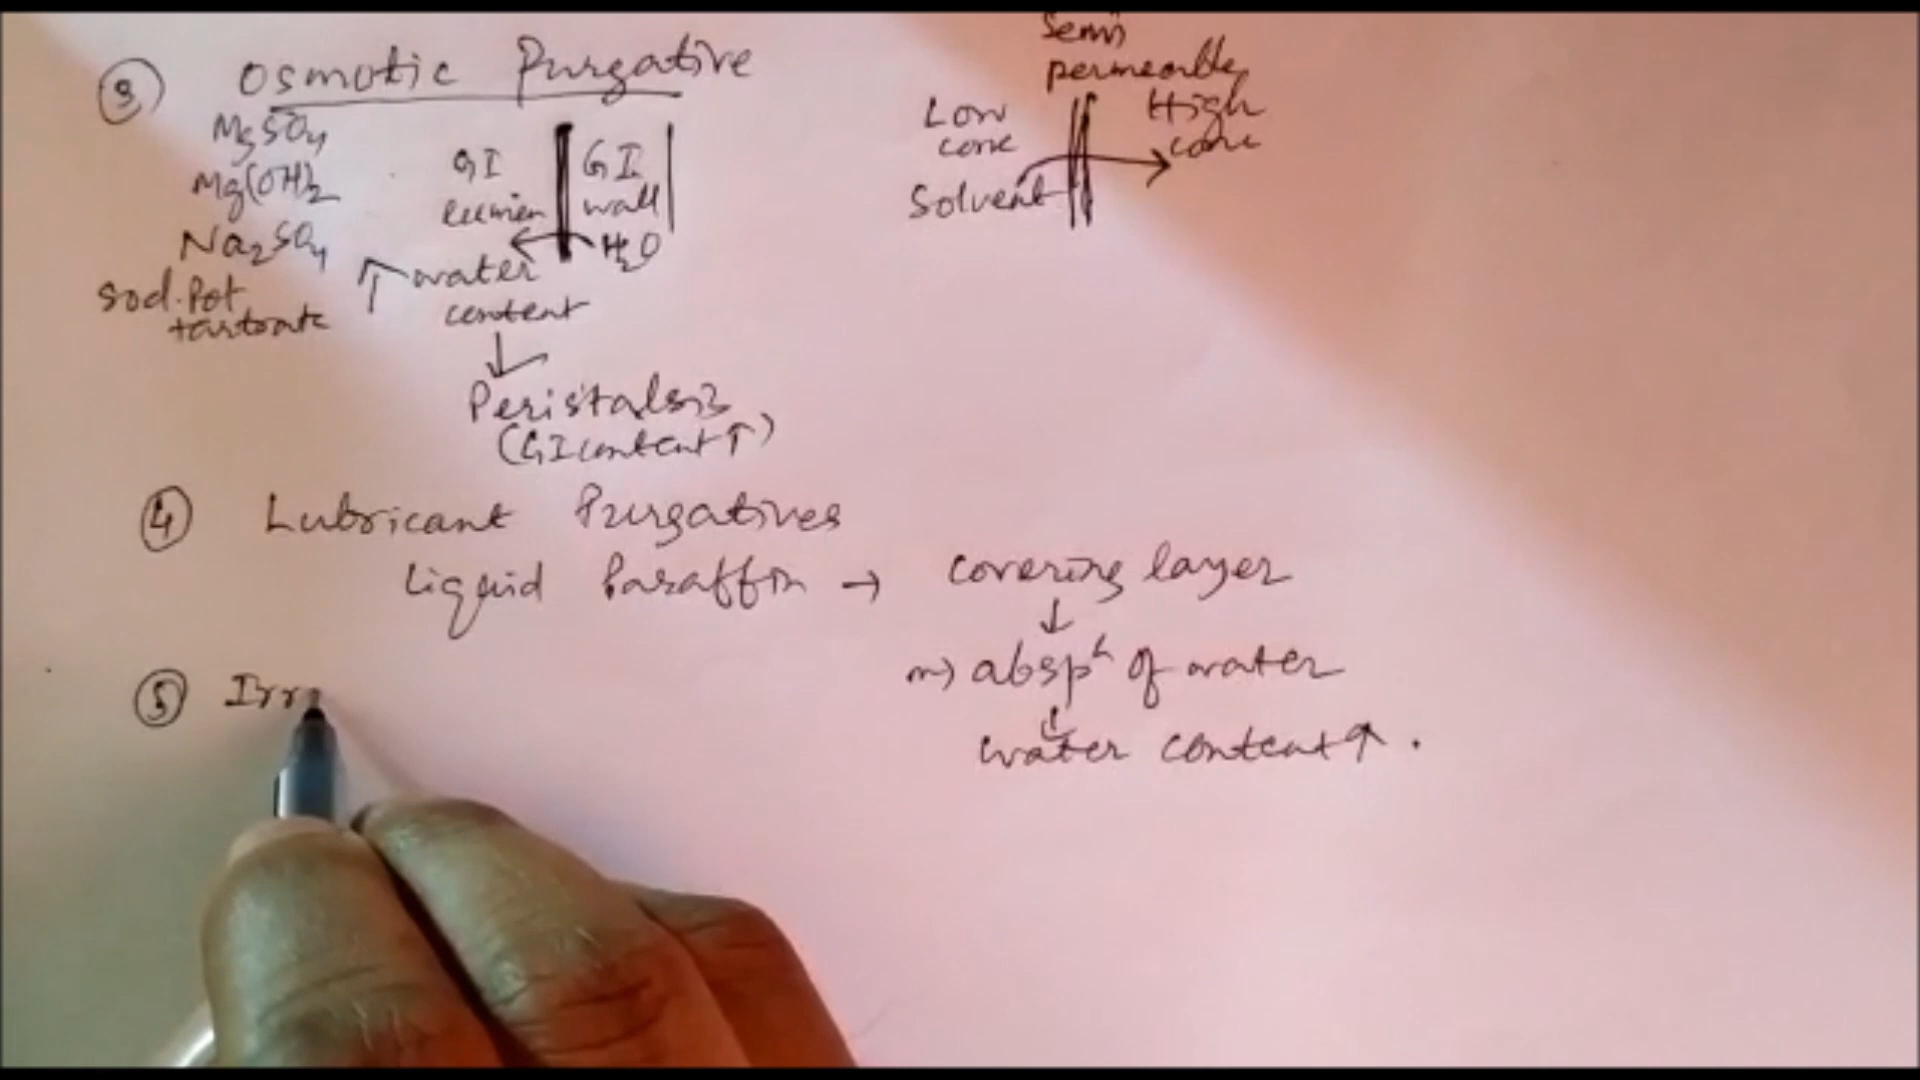 ③ Osmotic Purgative
MgSO4
Mg(OH)2
Na2SO4
Sod. Pot
tartrate
GI
lumen
GI
wall
H2O
↑ water
content
↓
Peristalsis
(GI content ↑)
Semi
permeable
Low
conc
High
conc
Solvent
④ Lubricant Purgatives
Liquid Paraffin → covering layer
↓
abspⁿ of water
↓
water content ↑ .
⑤ Irr